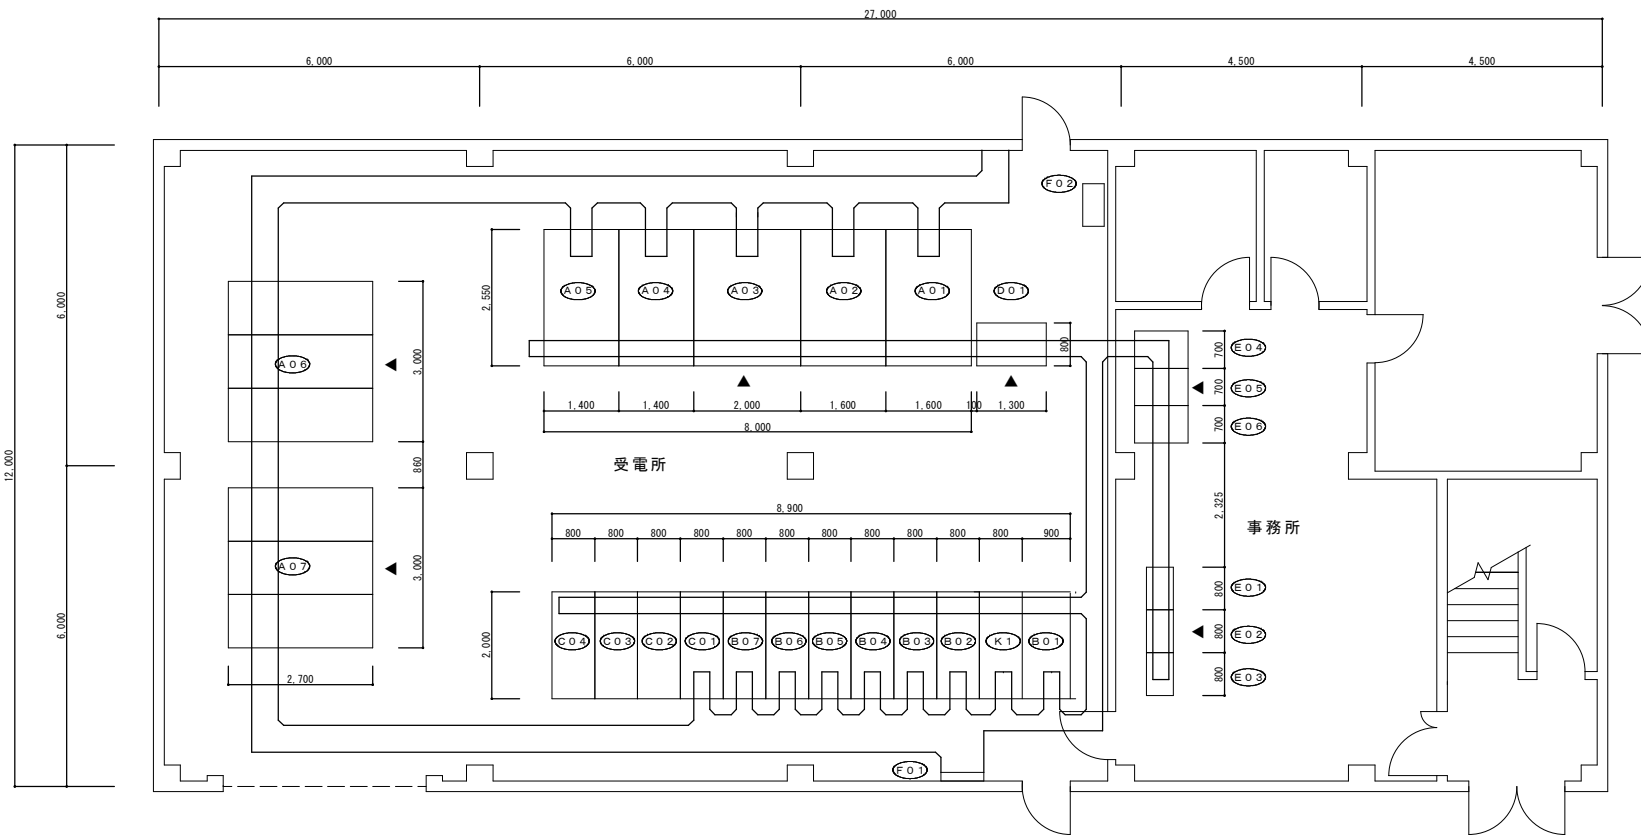 27,000
6,000
6,000
6,000
4,500
4,500
12,000
6,000
6,000
F02
A05
A04
A03
A02
A01
D01
2,550
800
1,400
1,400
2,000
1,600
1,600
100
1,300
8,000
A06
3,000
860
A07
3,000
2,700
受電所
8,900
800
800
800
800
800
800
800
800
800
800
800
900
2,000
C04
C03
C02
C01
B07
B06
B05
B04
B03
B02
K1
B01
F01
700
E04
700
E05
700
E06
2,325
事務所
800
E01
800
E02
800
E03